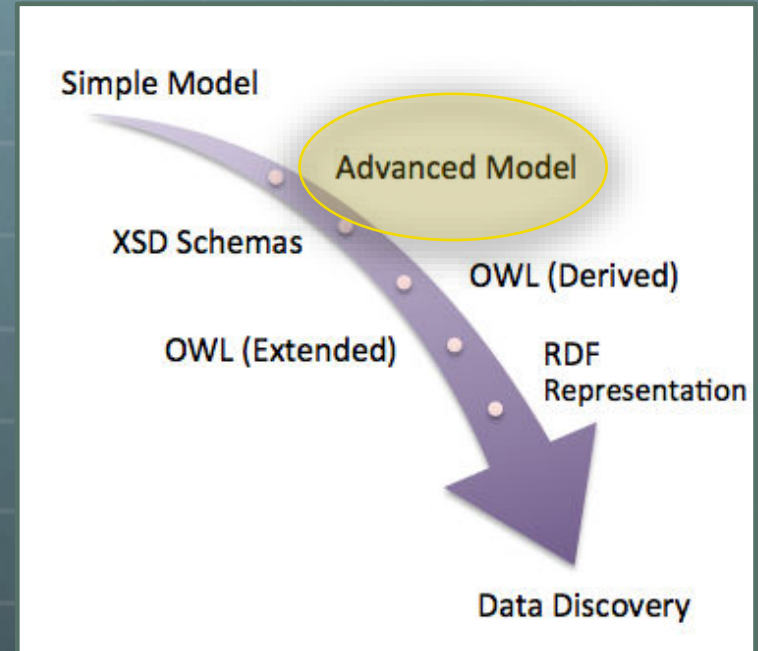 Simple Model
Advanced Model
XSD Schemas
OWL (Derived)
OWL (Extended)
RDF
Representation
Data Discovery